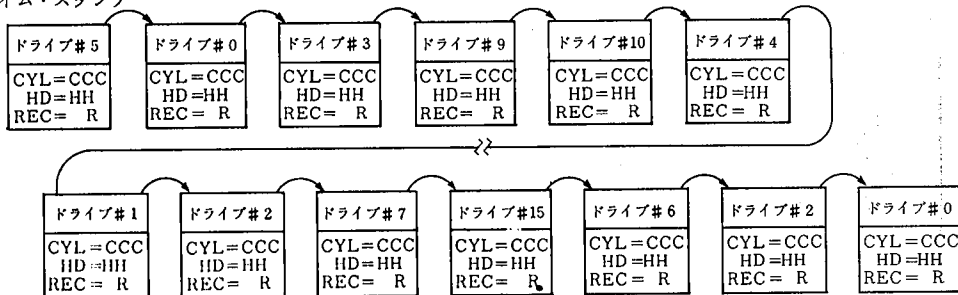 イム・スタンプ
ドライブ#5 ドライブ#0 ドライブ#3 ドライブ#9 ドライブ#10 ドライブ#4
CYL=CCC CYL=CCC CYL=CCC CYL=CCC CYL=CCC CYL=CCC
HD=HH HD=HH HD=HH HD=HH HD=HH HD=HH
REC= R REC= R REC= R REC= R REC= R REC= R
ドライブ#1 ドライブ#2 ドライブ#7 ドライブ#15 ドライブ#6 ドライブ#2 ドライブ#0
CYL=CCC CYL=CCC CYL=CCC CYL=CCC CYL=CCC CYL=CCC CYL=CCC
HD=HH HD=HH HD=HH HD=HH HD=HH HD=HH HD=HH
REC= R REC= R REC= R REC= R REC= R REC= R REC= R